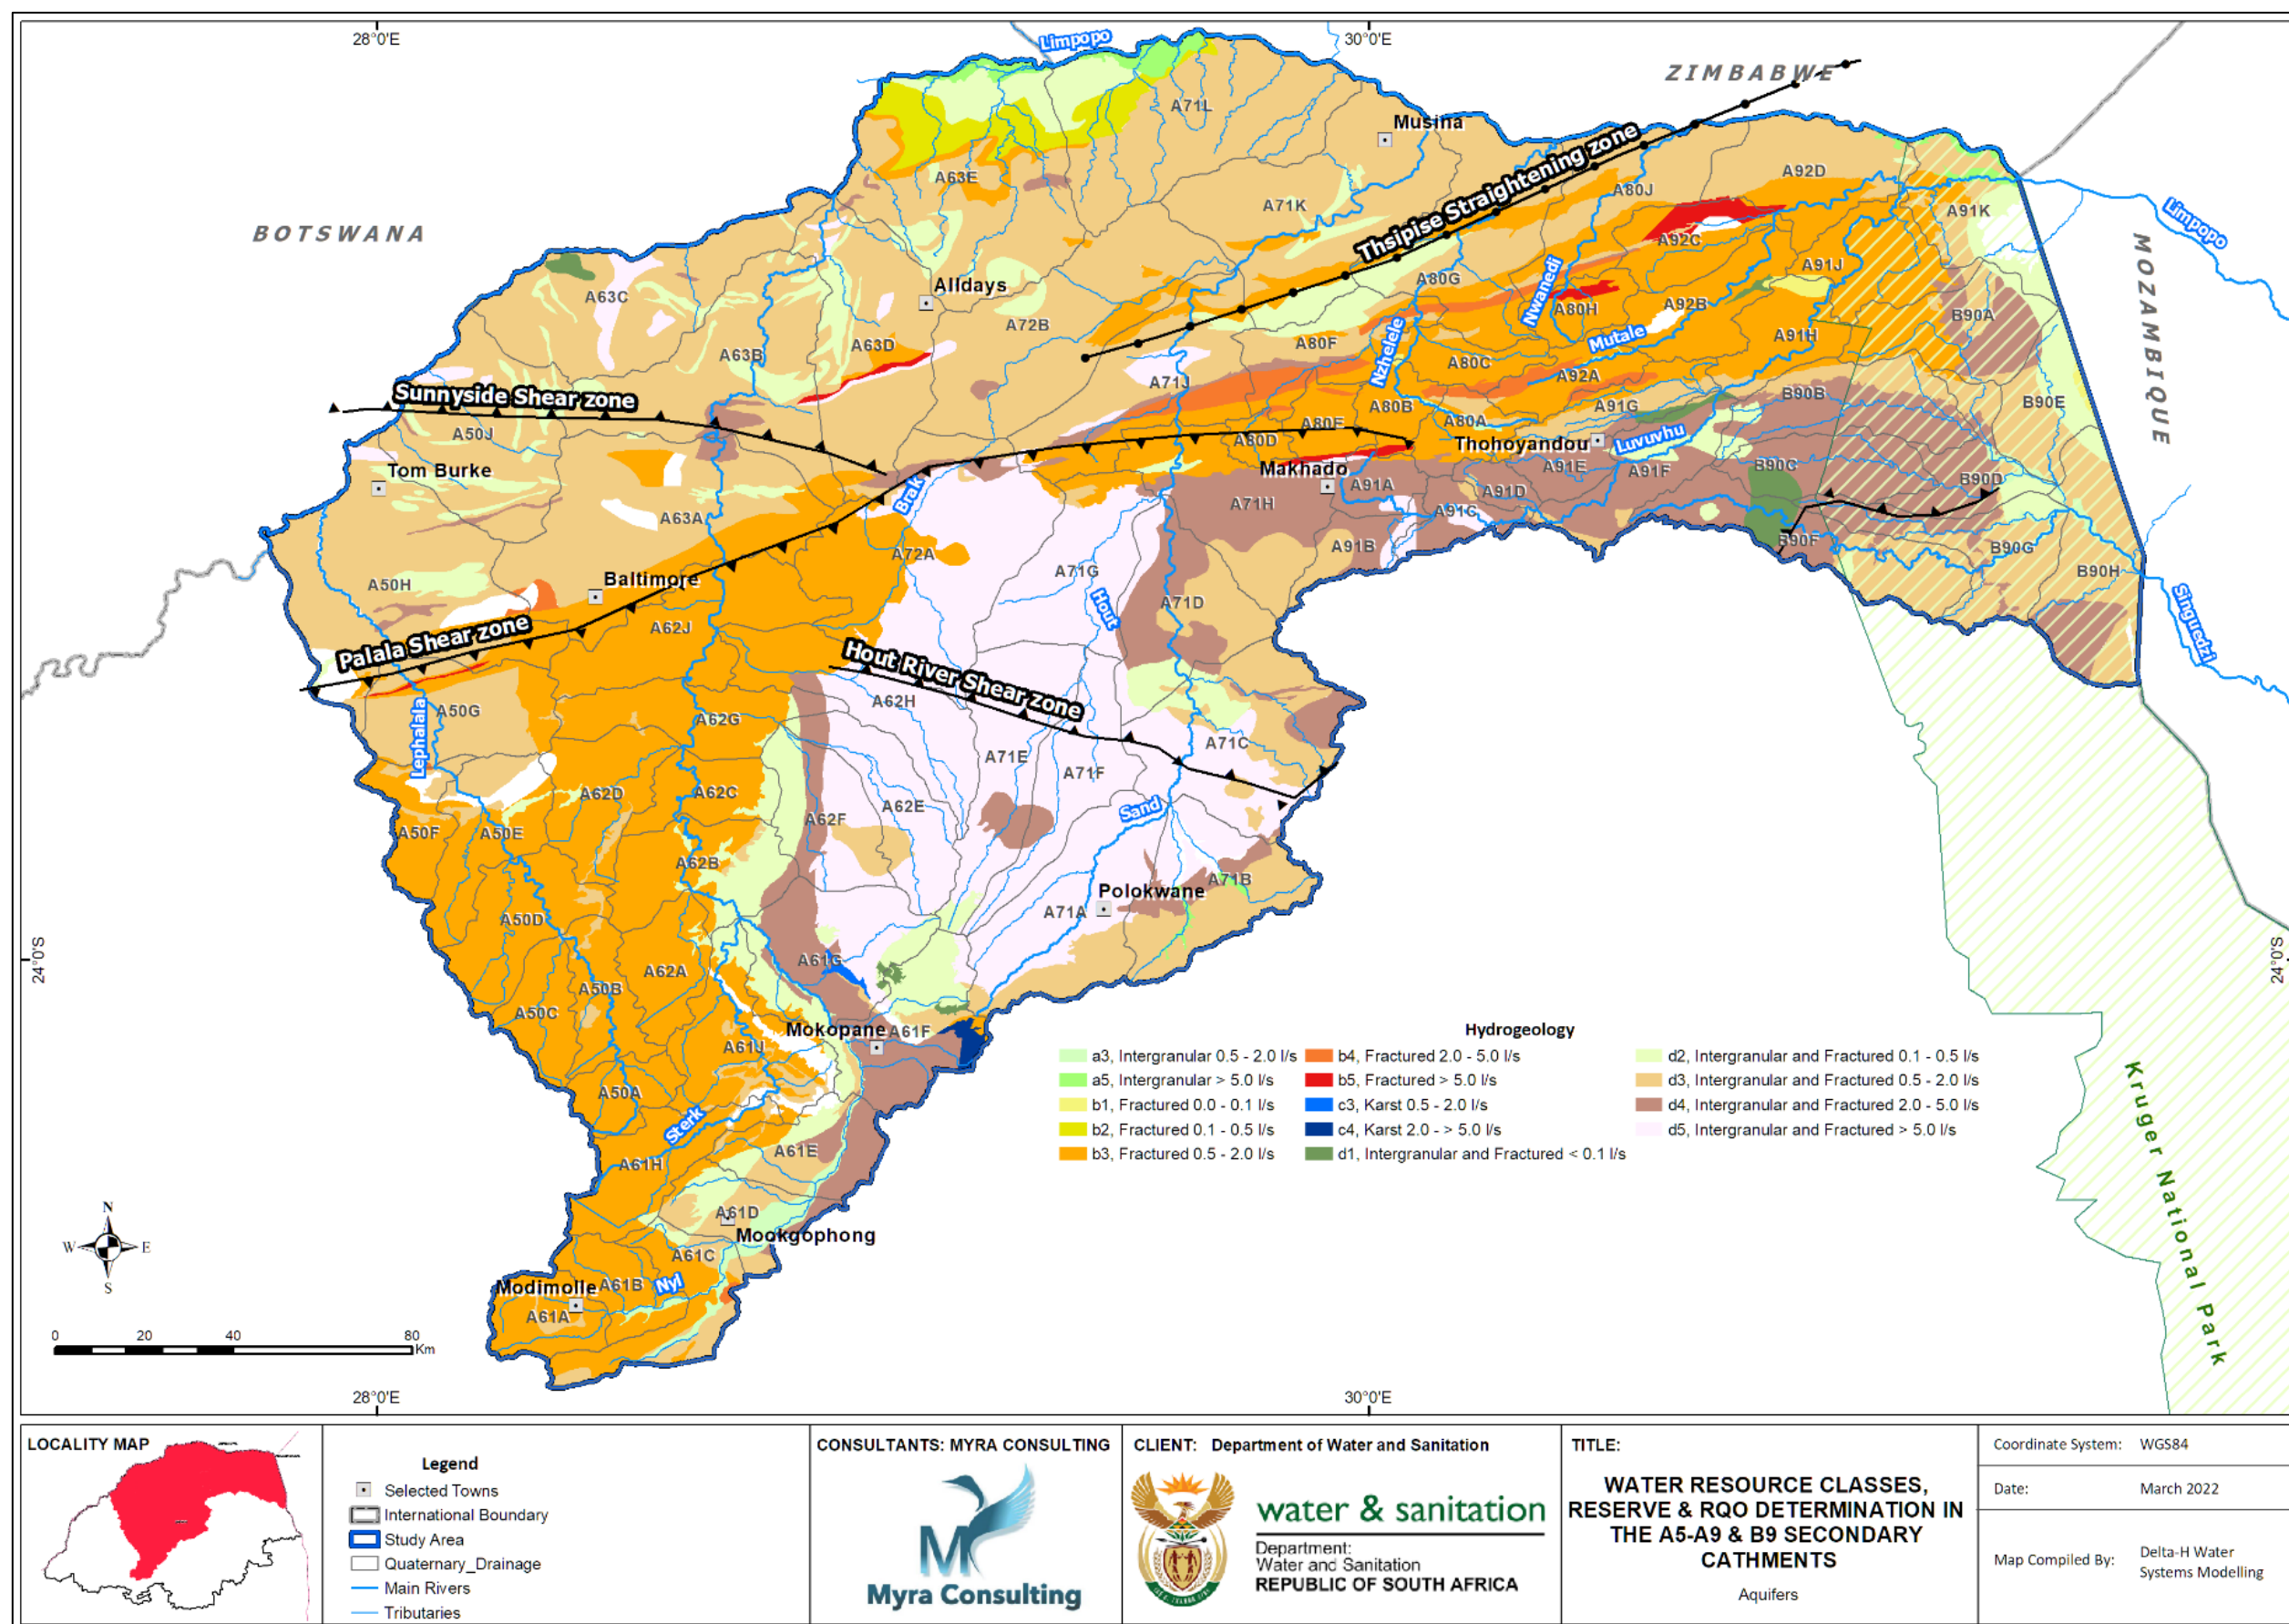 28°0'E
30°0'E
Limpopo
ZIMBABWE
BOTSWANA
MOZAMBIQUE
Limpopo
A71L
Musina
Thsipise Straightening zone
A63E
A71K
A80J
A92D
A91K
A92C
A63C
Alldays
A80G
A91J
Nwanedi
A80H
A92B
B90A
A72B
A63B
A63D
A80F
Nzhelele
Mutale
A91H
A80C
A92A
A71J
Sunnyside Shear zone
A80B
A91G
B90B
B90E
A50J
A80E
A80A
A80D
Thohoyandou
Luvuvhu
Tom Burke
Makhado
A91E
A91F
B90C
B90D
Brak
A71H
A91A
A91D
A63A
A91C
A91B
B90F
B90G
B90H
A72A
A71G
A50H
Baltimore
Hout
A71D
Singuedzi
A62J
Palala Shear zone
Hout River Shear zone
Lephalala
A50G
A62H
A62G
A71C
A71E
A71F
A62D
A62C
A62E
Sand
A62F
A50F
A50E
A62B
A71B
Polokwane
A71A
A50D
24°0'S
24°0'S
A61G
A62A
A50B
A50C
Mokopane
A61F
A61J
A50A
Sterk
A61E
A61H
A61D
Mookgophong
A61C
Modimolle
A61B
Nyl
A61A
Kruger National Park
Hydrogeology
a3, Intergranular 0.5 - 2.0 l/s
a5, Intergranular > 5.0 l/s
b1, Fractured 0.0 - 0.1 l/s
b2, Fractured 0.1 - 0.5 l/s
b3, Fractured 0.5 - 2.0 l/s
b4, Fractured 2.0 - 5.0 l/s
b5, Fractured > 5.0 l/s
c3, Karst 0.5 - 2.0 l/s
c4, Karst 2.0 - > 5.0 l/s
d1, Intergranular and Fractured < 0.1 l/s
d2, Intergranular and Fractured 0.1 - 0.5 l/s
d3, Intergranular and Fractured 0.5 - 2.0 l/s
d4, Intergranular and Fractured 2.0 - 5.0 l/s
d5, Intergranular and Fractured > 5.0 l/s
N
W E
S
0 20 40 80
Km
28°0'E
30°0'E
LOCALITY MAP
Legend
Selected Towns
International Boundary
Study Area
Quaternary_Drainage
Main Rivers
Tributaries
CONSULTANTS: MYRA CONSULTING
M
Myra Consulting
CLIENT: Department of Water and Sanitation
water & sanitation
Department:
Water and Sanitation
REPUBLIC OF SOUTH AFRICA
TITLE:
WATER RESOURCE CLASSES,
RESERVE & RQO DETERMINATION IN
THE A5-A9 & B9 SECONDARY
CATHMENTS
Aquifers
Coordinate System: WGS84
Date: March 2022
Map Compiled By: Delta-H Water
Systems Modelling